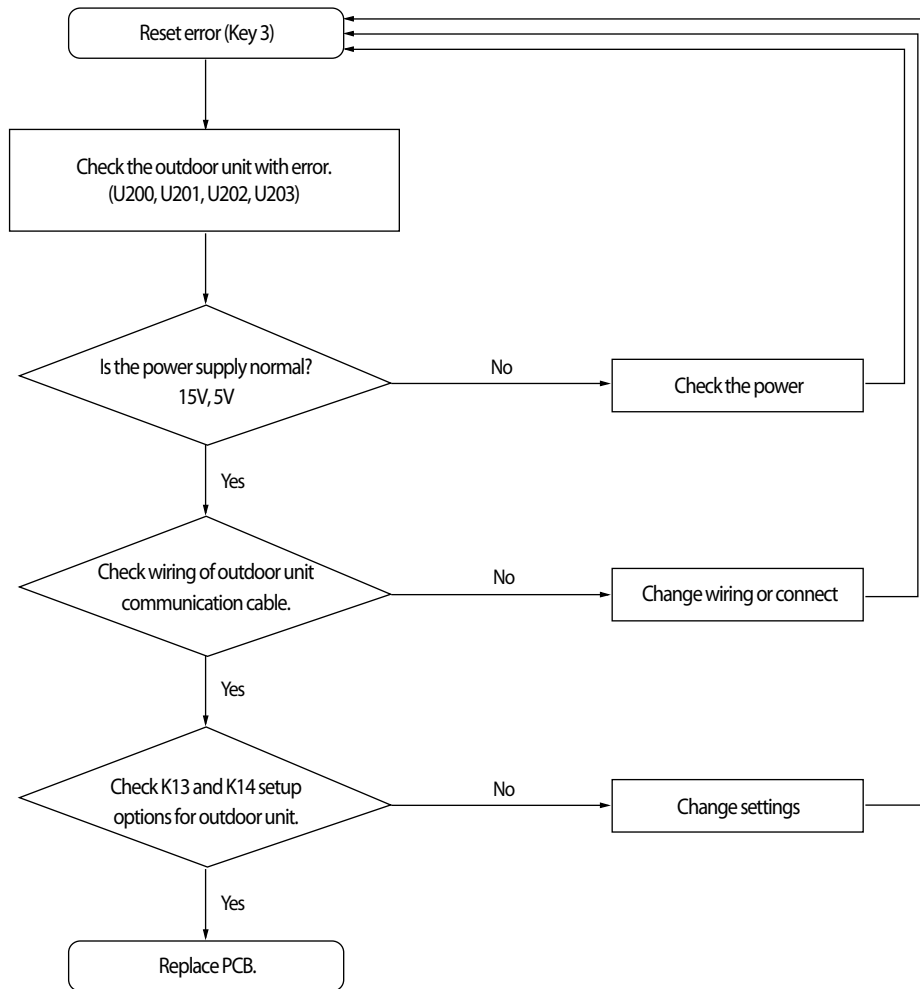 Reset error (Key 3)
Check the outdoor unit with error.
(U200, U201, U202, U203)
Is the power supply normal?
15V, 5V
No
Check the power
Yes
Check wiring of outdoor unit
communication cable.
No
Change wiring or connect
Yes
Check K13 and K14 setup
options for outdoor unit.
No
Change settings
Yes
Replace PCB.